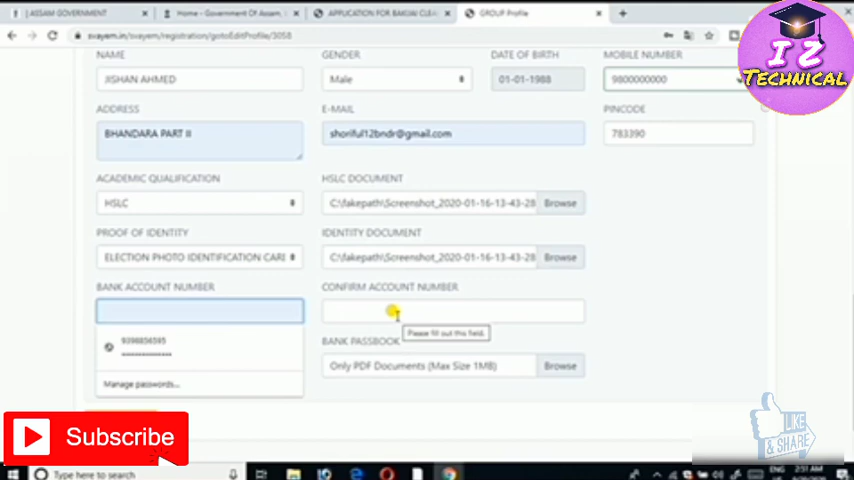 ASSAM GOVERNMENT
Home - Government Of Assam,
APPLICATION FOR BAKIJAI CLEA
GROUP Profile
svayem.in/svayem/registration/gotoEditProfile/3058
I Z
TECHNICAL
NAME
GENDER
DATE OF BIRTH
MOBILE NUMBER
JISHAN AHMED
Male
01-01-1988
9800000000
ADDRESS
E-MAIL
PINCODE
BHANDARA PART II
shoriful12bndr@gmail.com
783390
ACADEMIC QUALIFICATION
HSLC DOCUMENT
HSLC
C:\fakepath\Screenshot_2020-01-16-13-43-28
Browse
PROOF OF IDENTITY
IDENTITY DOCUMENT
ELECTION PHOTO IDENTIFICATION CARI
C:\fakepath\Screenshot_2020-01-16-13-43-28
Browse
BANK ACCOUNT NUMBER
CONFIRM ACCOUNT NUMBER
Please fill out this field.
9398856595
BANK PASSBOOK
Only PDF Documents (Max Size 1MB)
Browse
Manage passwords...
Subscribe
LIKE
& SHARE
Type here to search
ENG
2:51 AM